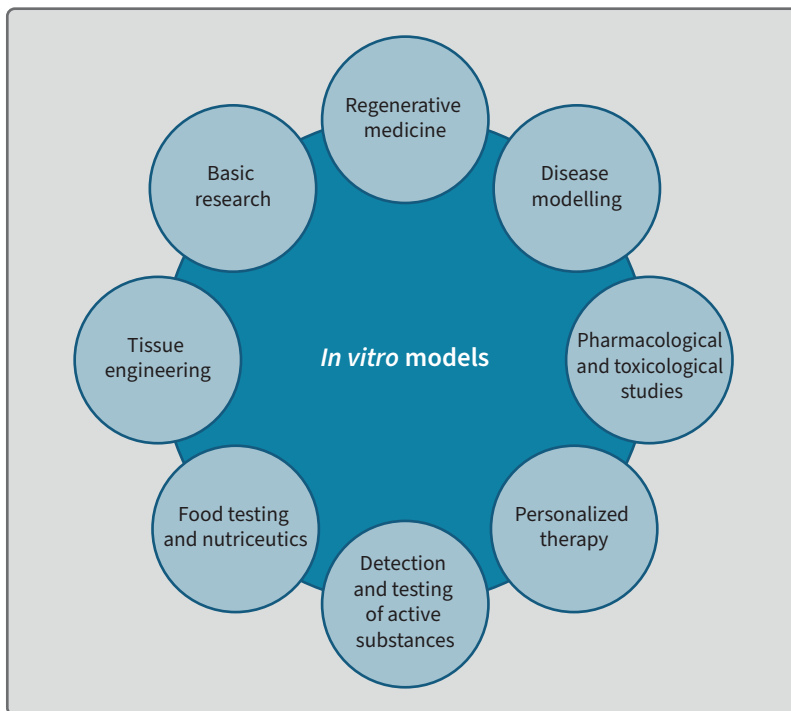 Regenerative
medicine
Disease
modelling
Pharmacological
and toxicological
studies
Personalized
therapy
Detection
and testing
of active
substances
Food testing
and nutriceutics
Tissue
engineering
Basic
research
In vitro models